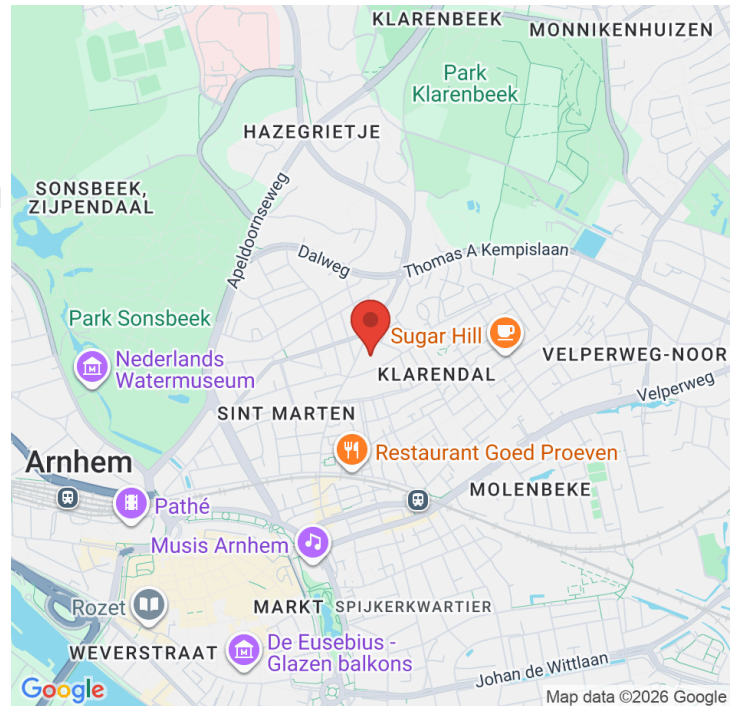 KLARENBEEK
MONNIKENHUIZEN
Park
Klarenbeek
HAZEGRIETJE
SONSBEEK,
ZIJPENDAAL
Apeldoornseweg
Dalweg
Thomas A Kempislaan
Park Sonsbeek
Sugar Hill
Nederlands
Watermuseum
VELPERWEG-NOOR
KLARENDAL
Velperweg
SINT MARTEN
Arnhem
Restaurant Goed Proeven
MOLENBEKE
Pathé
Musis Arnhem
Rozet
MARKT
SPIJKERKWARTIER
WEVERSTRAAT
De Eusebius -
Glazen balkons
Johan de Wittlaan
Google
Map data ©2026 Google